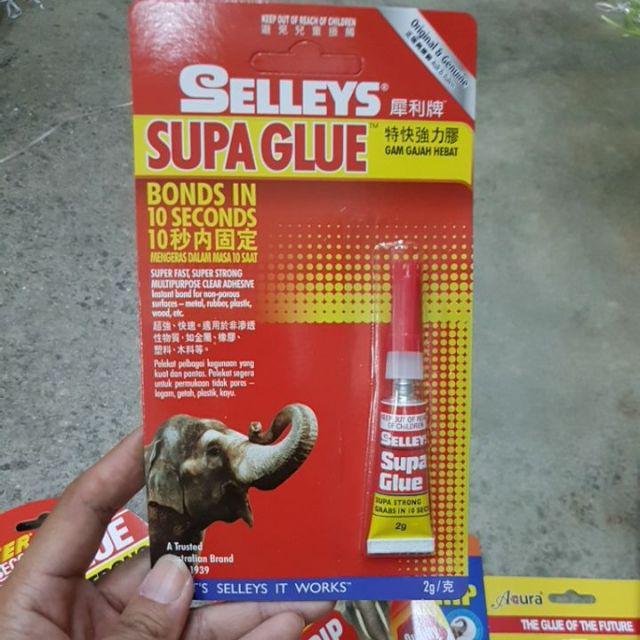 KEEP OUT OF REACH OF CHILDREN
避免兒童接觸
Original & Genuine
SELLEYS®
犀利牌
SUPA GLUE™
特快強力膠
GAM GAJAH HEBAT
BONDS IN
10 SECONDS
10秒內固定
MENGERAS DALAM MASA 10 SAAT
SUPER FAST, SUPER STRONG
MULTIPURPOSE CLEAR ADHESIVE
Instant bond for non-porous
surfaces – metal, rubber, plastic,
wood, etc.
超強、快速。適用於非滲透
性物質，如金屬、橡膠、
塑料、木料等。
Pelekat pelbagai kegunaan yang
kuat dan pantas. Pelekat segera
untuk permukaan tidak poros –
logam, getah, plastik, kayu.
KEEP OUT OF REACH
OF CHILDREN
SELLEYS
Supa
Glue
SUPA STRONG
GRABS IN 10 SEC
2g
A Trusted
tralian Brand
1939
'S SELLEYS IT WORKS™
2g/克
UE
IP
Acura
THE GLUE OF THE FUTURE